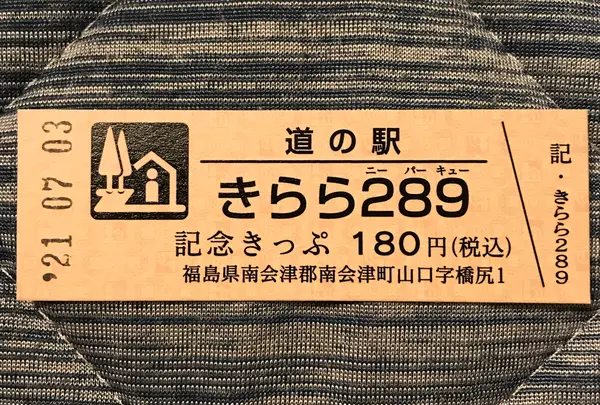 '21 07 03
道の駅
ニー パー キュー
きらら289
記念きっぷ 180円(税込)
福島県南会津郡南会津町山口字橋尻1
記・きらら289